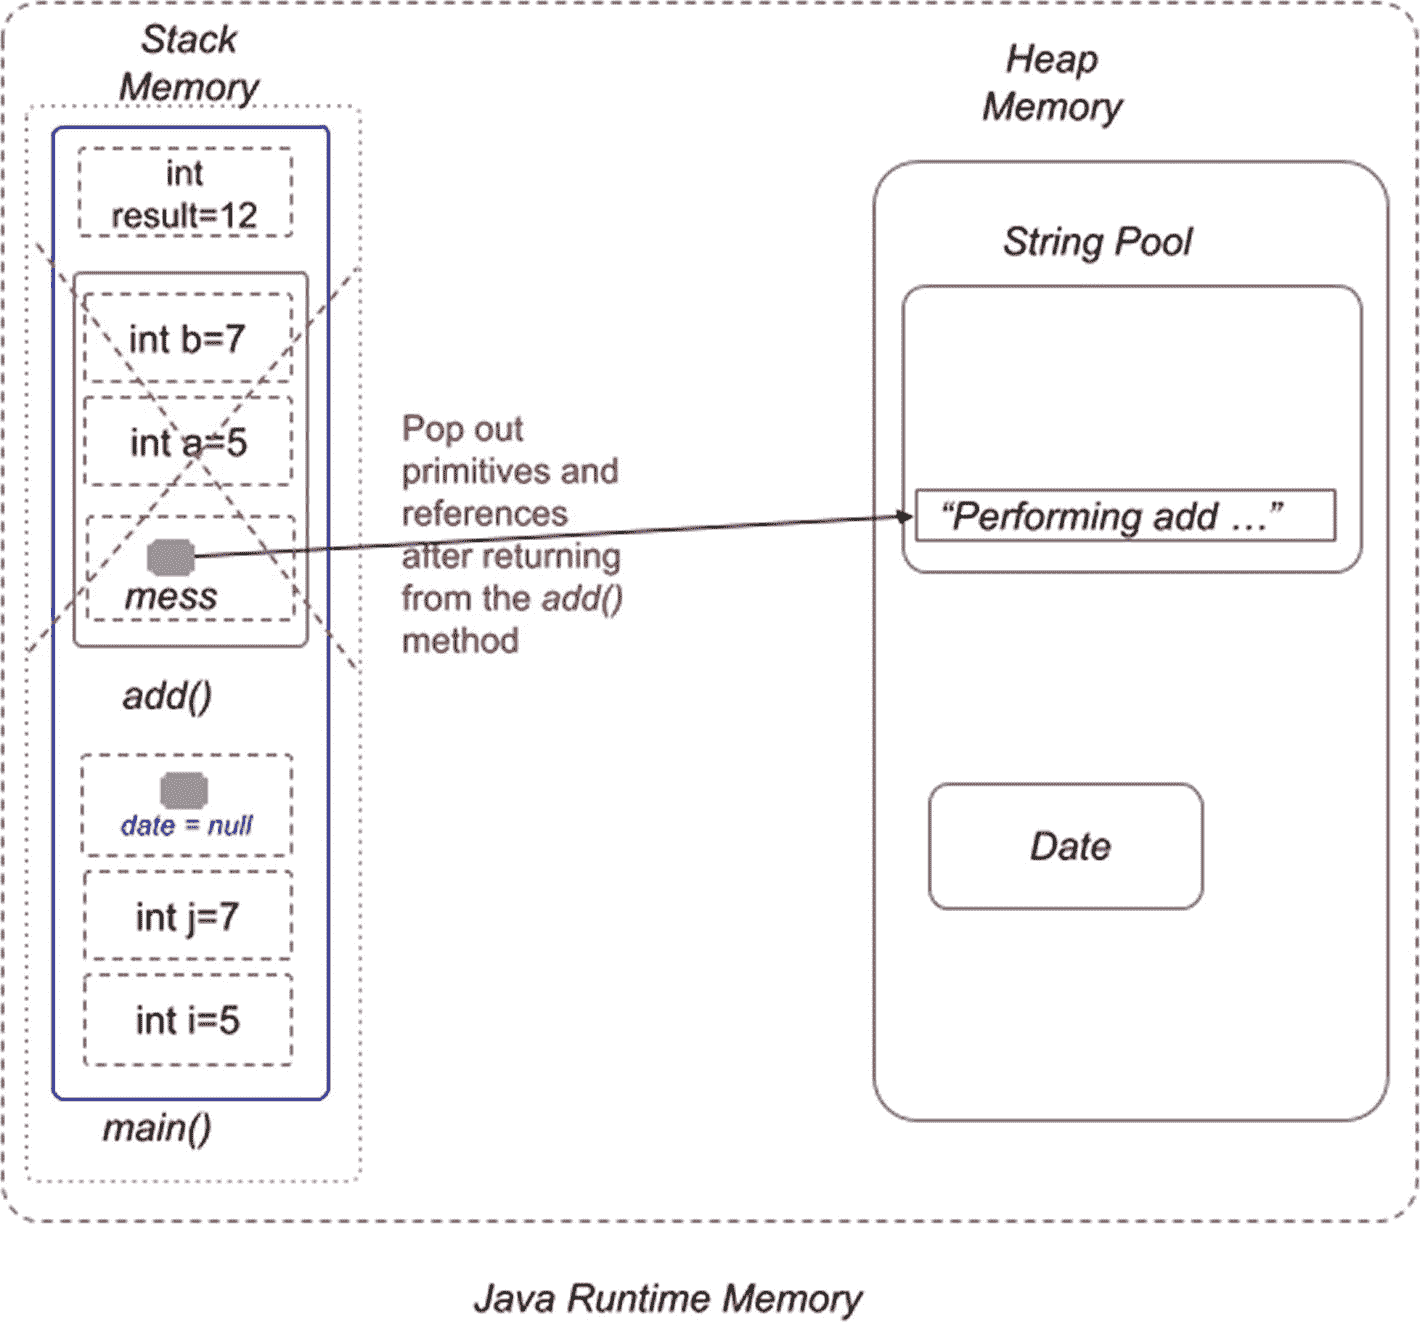 Stack
Memory
int
result=12
int b=7
int a=5
mess
add()
date = null
int j=7
int i=5
main()
Pop out
primitives and
references
after returning
from the add()
method
Heap
Memory
String Pool
“Performing add …”
Date
Java Runtime Memory